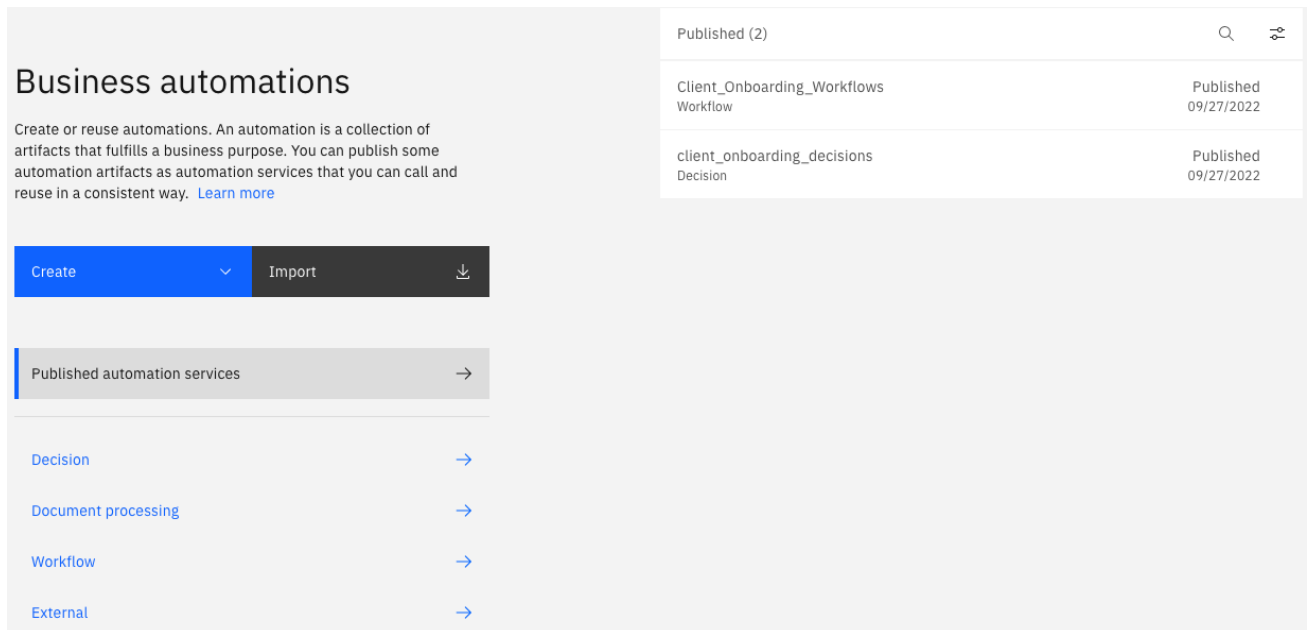 Business automations
Create or reuse automations. An automation is a collection of
artifacts that fulfills a business purpose. You can publish some
automation artifacts as automation services that you can call and
reuse in a consistent way. Learn more
Create
Import
Published automation services
Decision
Document processing
Workflow
External
Published (2)
Client_Onboarding_Workflows Published
Workflow 09/27/2022
client_onboarding_decisions Published
Decision 09/27/2022